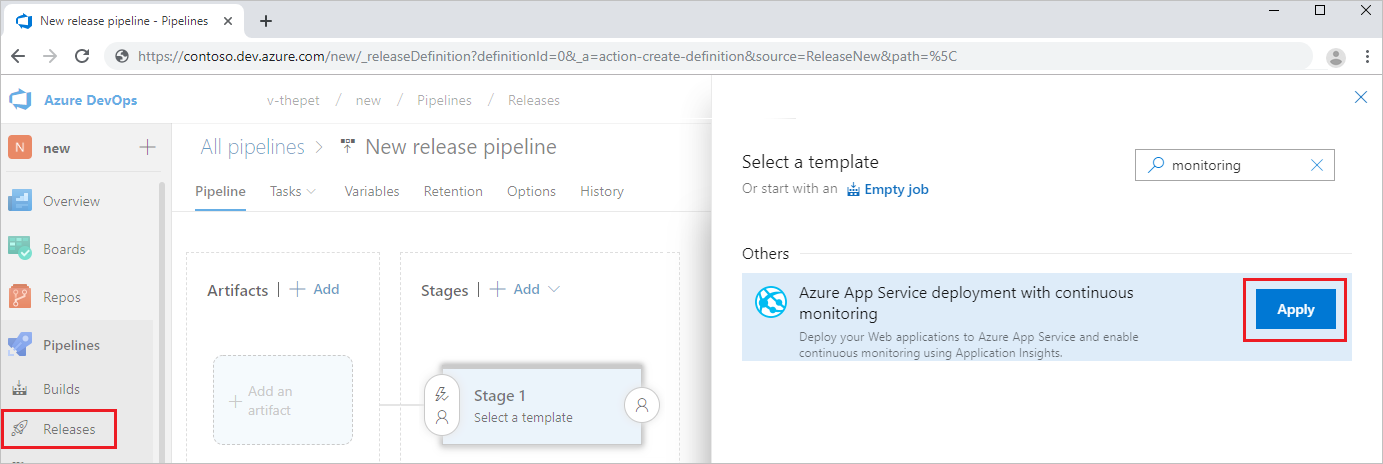 New release pipeline - Pipelines
https://contoso.dev.azure.com/new/_releaseDefinition?definitionId=0&_a=action-create-definition&source=ReleaseNew&path=%5C
Azure DevOps
v-thepet / new / Pipelines / Releases
N new
All pipelines > New release pipeline
Pipeline Tasks Variables Retention Options History
Overview
Boards
Repos
Pipelines
Builds
Releases
Artifacts | + Add
Stages | + Add
+ Add an
artifact
Stage 1
Select a template
Select a template
monitoring
Or start with an Empty job
Others
Azure App Service deployment with continuous
monitoring
Deploy your Web applications to Azure App Service and enable
continuous monitoring using Application Insights.
Apply